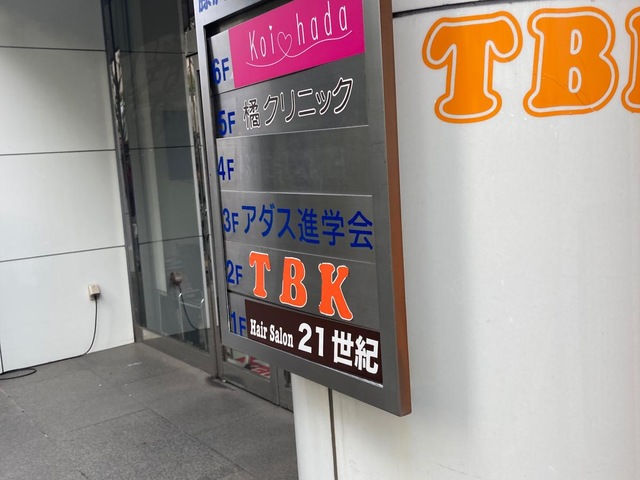 6F Koi hada
5F 橘クリニック
4F
3F アダス進学会
2F TBK
1F Hair Salon 21世紀
TB